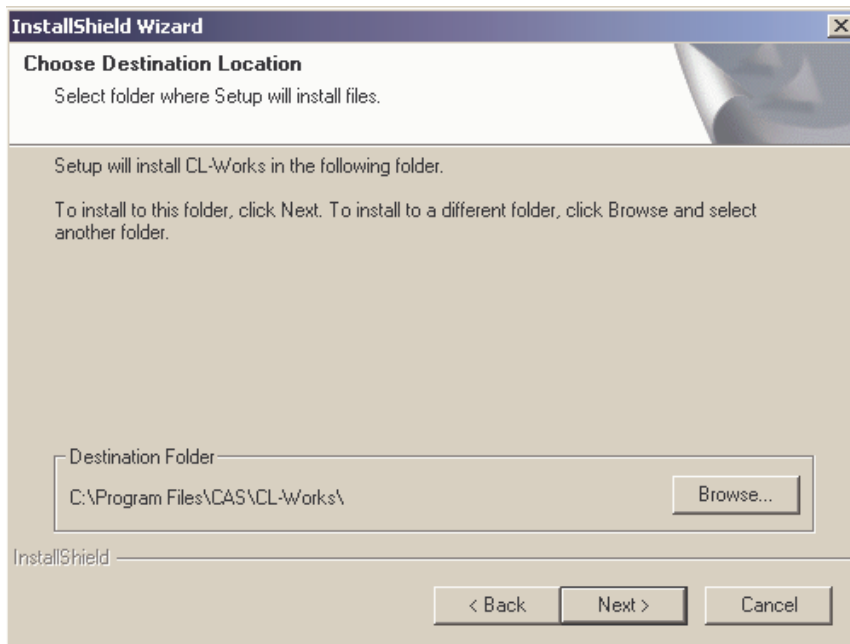 InstallShield Wizard
Choose Destination Location
Select folder where Setup will install files.
Setup will install CL-Works in the following folder.
To install to this folder, click Next. To install to a different folder, click Browse and select
another folder.
Destination Folder
C:\Program Files\CAS\CL-Works\
Browse...
InstallShield
< Back
Next >
Cancel